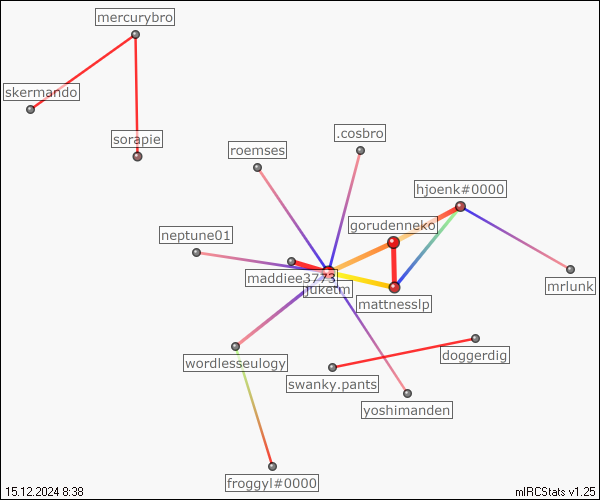 mercurybro
skermando
sorapie
.cosbro
roemses
hjoenk#0000
gorudenneko
neptune01
maddiee3773
juketm
mrlunk
mattnesslp
doggerdig
wordlesseulogy
swanky.pants
yoshimanden
froggyl#0000
15.12.2024 8:38
mIRCStats v1.25